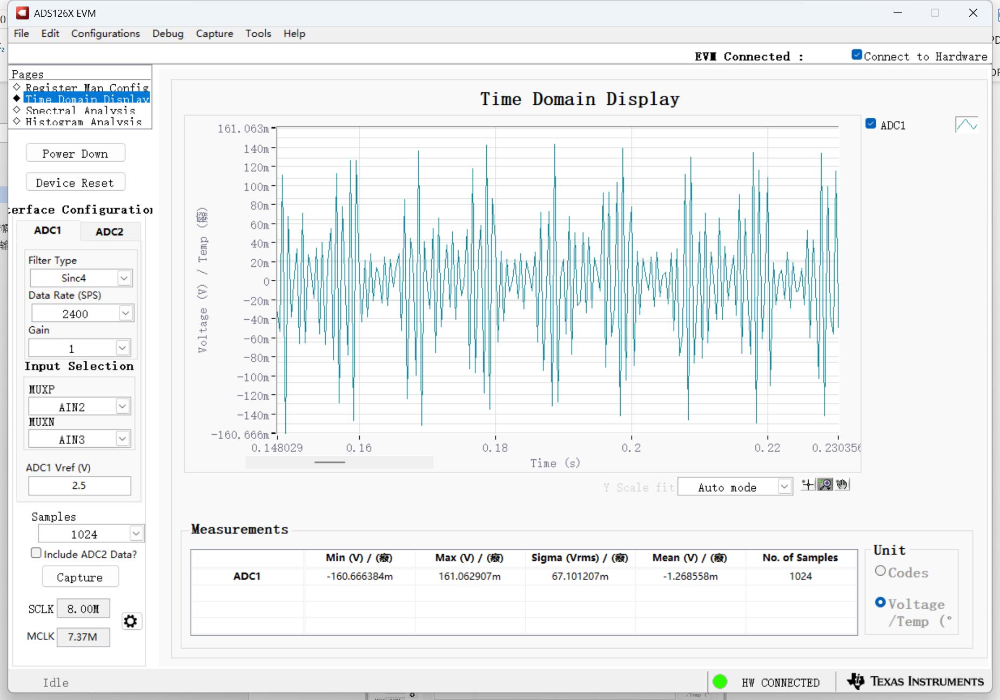 ADS126X EVM
File Edit Configurations Debug Capture Tools Help
EVM Connected :
Connect to Hardware
Pages
Register Map Config
Time Domain Display
Spectral Analysis
Histogram Analysis
Power Down
Device Reset
terface Configuration
ADC1 ADC2
Filter Type
Sinc4
Data Rate (SPS)
2400
Gain
1
Input Selection
MUXP
AIN2
MUXN
AIN3
ADC1 Vref (V)
2.5
Samples
1024
Include ADC2 Data?
Capture
SCLK 8.00M
MCLK 7.37M
Time Domain Display
ADC1
161.063m
140m
120m
100m
80m
60m
40m
20m
0
-20m
-40m
-60m
-80m
-100m
-120m
-140m
-160.666m
Voltage (V) / Temp (癈)
0.148029 0.16 0.18 0.2 0.22 0.230356
Time (s)
Y Scale fit Auto mode
Measurements
Min (V) / (癈) Max (V) / (癈) Sigma (Vrms) / (癈) Mean (V) / (癈) No. of Samples
ADC1 -160.666384m 161.062907m 67.101207m -1.268558m 1024
Unit
Codes
Voltage
/Temp (°
Idle
HW CONNECTED
TEXAS INSTRUMENTS